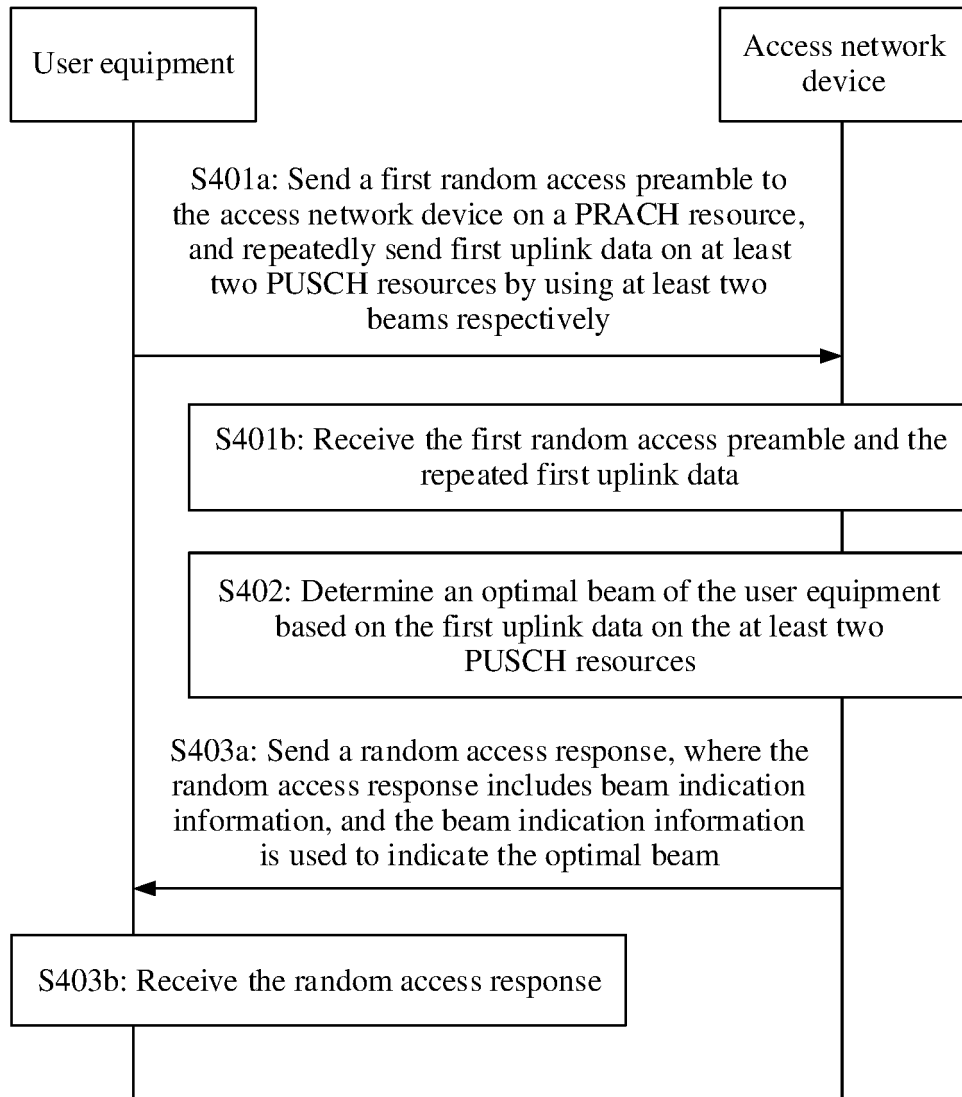 User equipment
Access network
device
S401a: Send a first random access preamble to
the access network device on a PRACH resource,
and repeatedly send first uplink data on at least
two PUSCH resources by using at least two
beams respectively
S401b: Receive the first random access preamble and the
repeated first uplink data
S402: Determine an optimal beam of the user equipment
based on the first uplink data on the at least two
PUSCH resources
S403a: Send a random access response, where the
random access response includes beam indication
information, and the beam indication information
is used to indicate the optimal beam
S403b: Receive the random access response